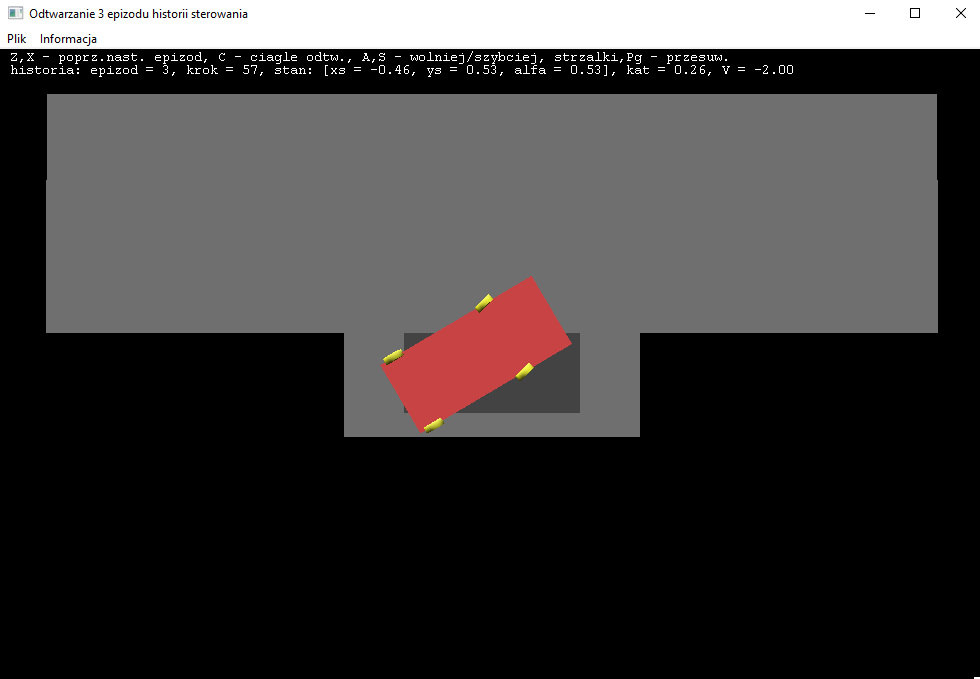 Odtwarzanie 3 epizodu historii sterowania
Plik Informacja
Z,X - poprz.nast. epizod, C - ciagle odtw., A,S - wolniej/szybciej, strzalki,Pg - przesuw.
historia: epizod = 3, krok = 57, stan: [xs = -0.46, ys = 0.53, alfa = 0.53], kat = 0.26, V = -2.00